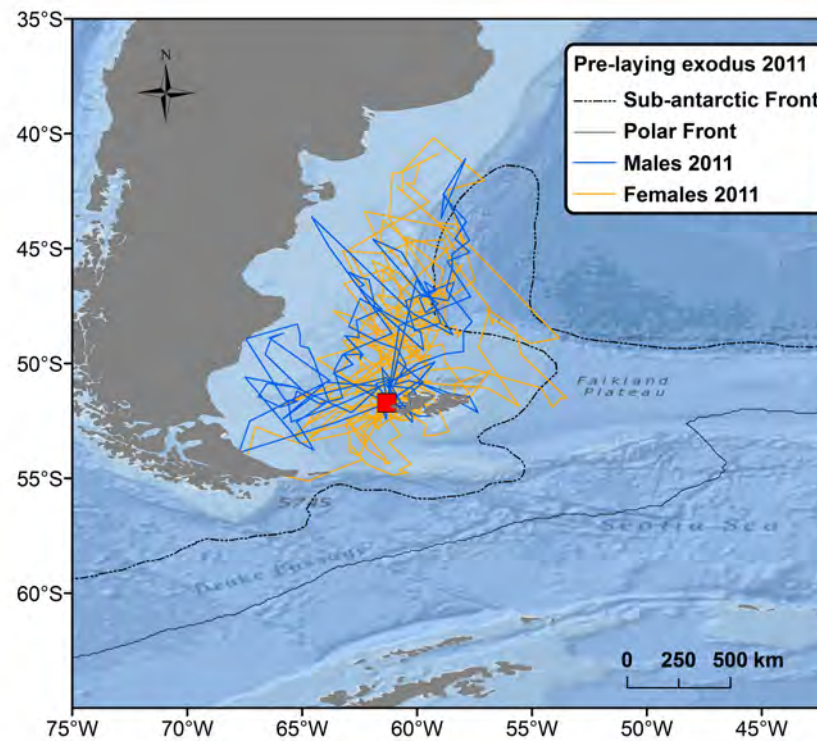 35°S
40°S
45°S
50°S
55°S
60°S
75°W
70°W
65°W
60°W
55°W
50°W
45°W
N
Pre-laying exodus 2011
Sub-antarctic Front
Polar Front
Males 2011
Females 2011
Falkland
Plateau
Scotia Sea
Drake Passage
0 250 500 km